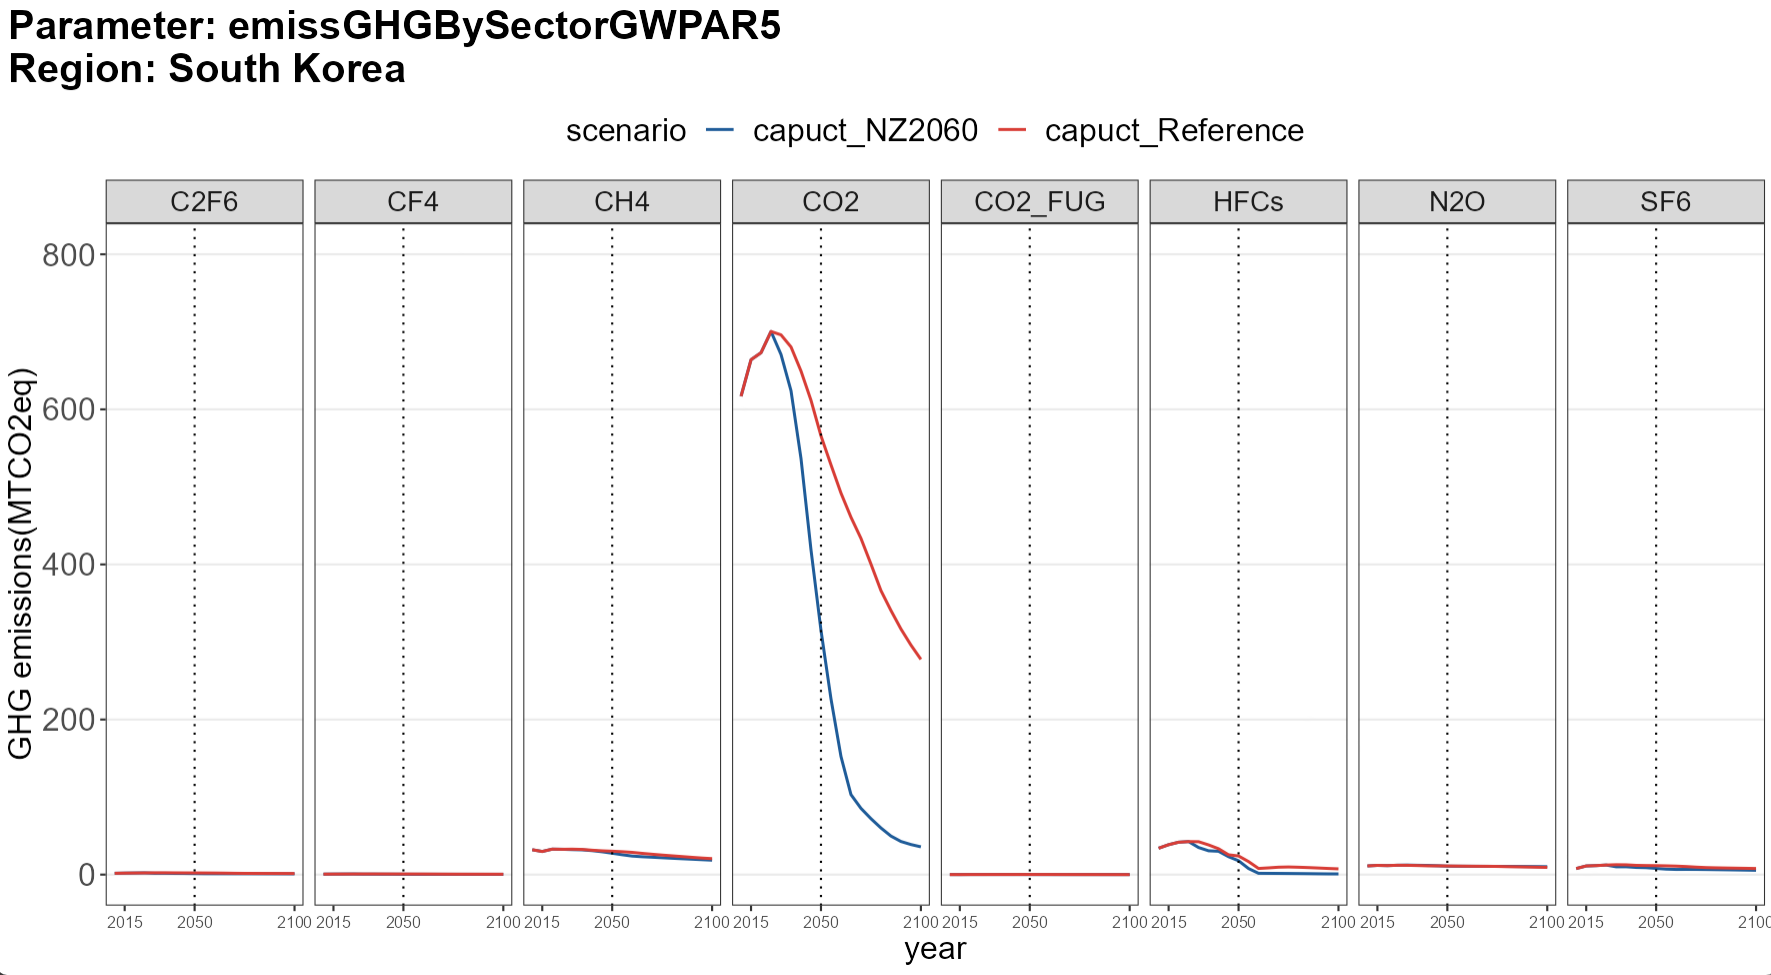 Parameter: emissGHGBySectorGWPAR5
Region: South Korea
scenario capuct_NZ2060 capuct_Reference
C2F6 CF4 CH4 CO2 CO2_FUG HFCs N2O SF6
GHG emissions(MTCO2eq)
800
600
400
200
0
2015 2050 2100 2015 2050 2100 2015 2050 2100 2015 2050 2100 2015 2050 2100 2015 2050 2100 2015 2050 2100 2015 2050 2100
year